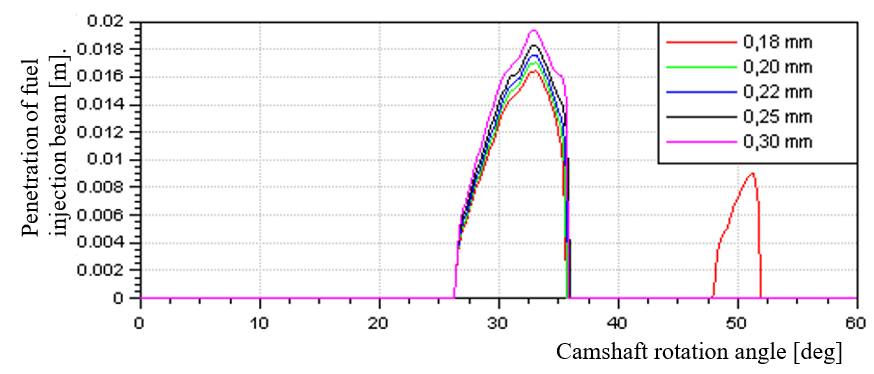 Penetration of fuel
injection beam [m].
0.02
0.018
0.016
0.014
0.012
0.01
0.008
0.006
0.004
0.002
0
0 10 20 30 40 50 60
0,18 mm
0,20 mm
0,22 mm
0,25 mm
0,30 mm
Camshaft rotation angle [deg]